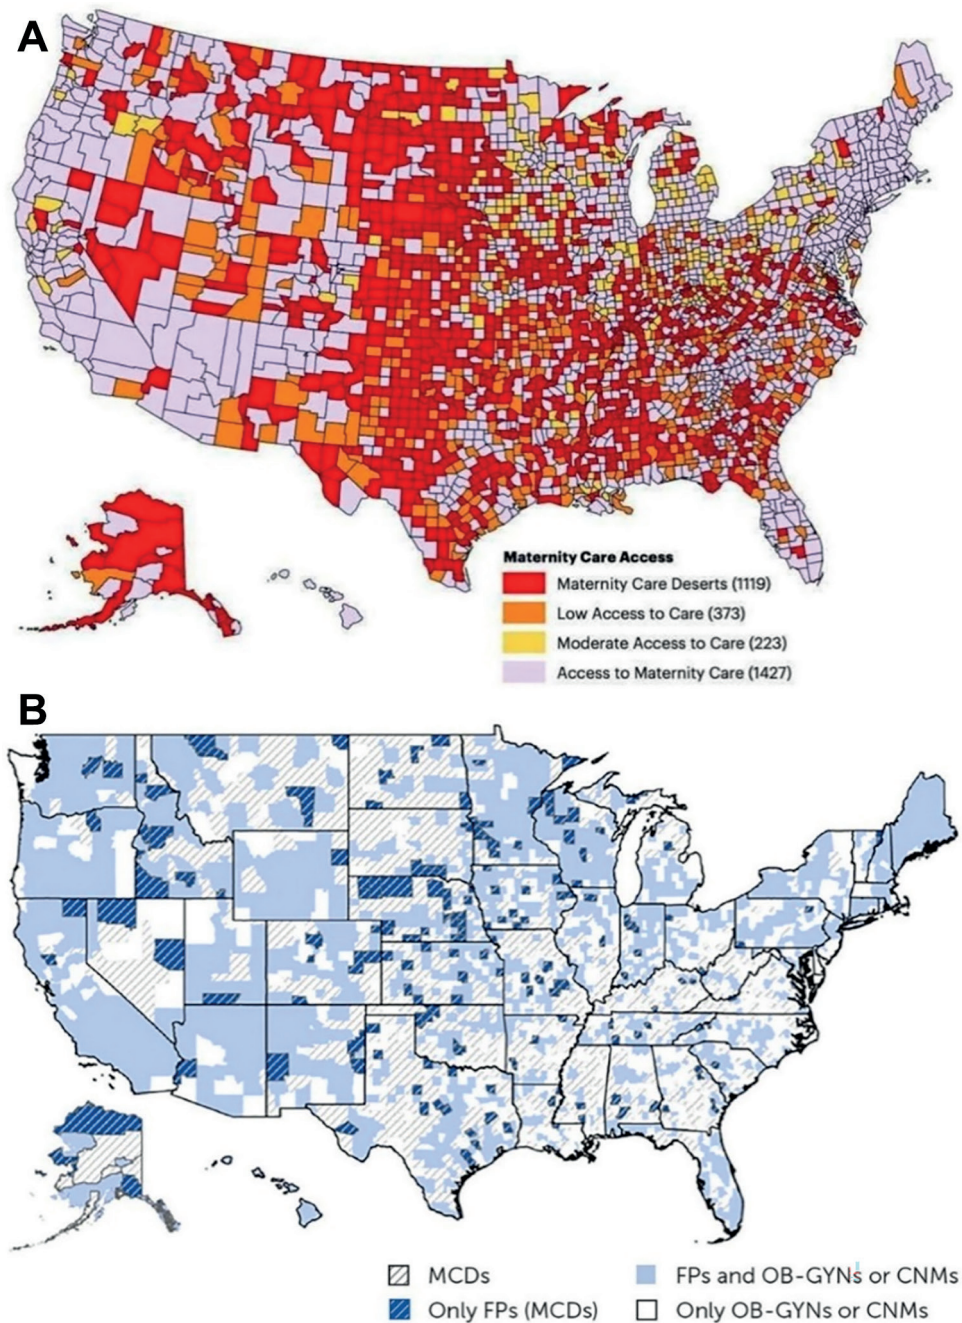 A
Maternity Care Access
Maternity Care Deserts (1119)
Low Access to Care (373)
Moderate Access to Care (223)
Access to Maternity Care (1427)
B
MCDs
FPs and OB-GYNs or CNMs
Only FPs (MCDs)
Only OB-GYNs or CNMs